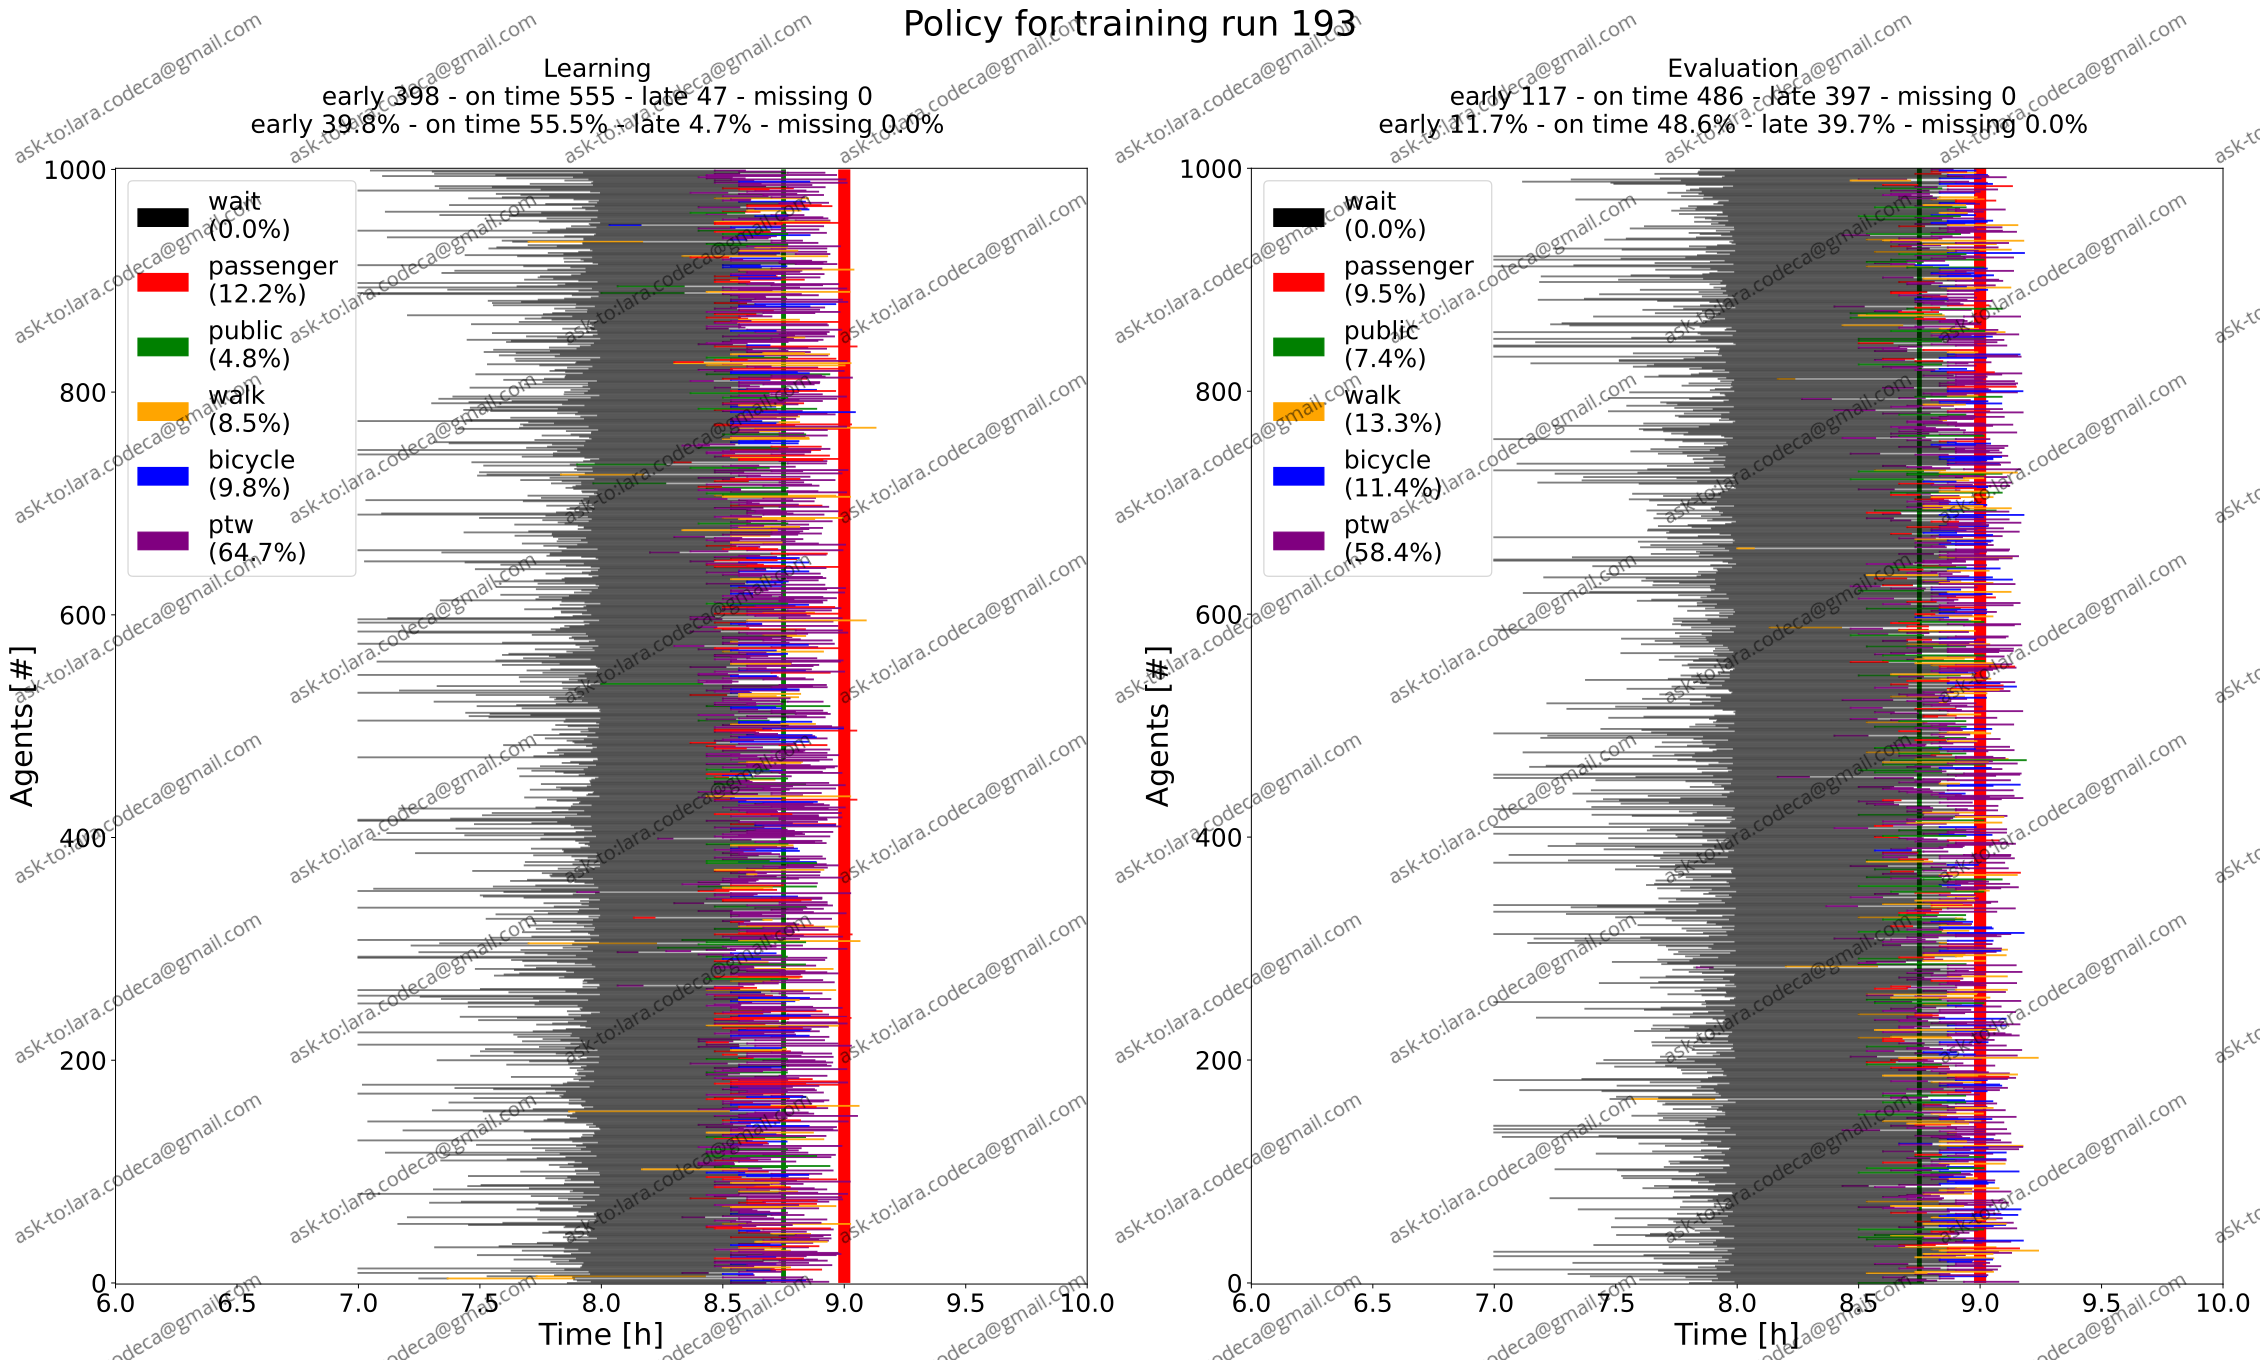 Policy for training run 193
Learning
early 398 - on time 555 - late 47 - missing 0
early 39.8% - on time 55.5% - late 4.7% - missing 0.0%
1000
800
600
400
200
0
Agents [#]
wait
(0.0%)
passenger
(12.2%)
public
(4.8%)
walk
(8.5%)
bicycle
(9.8%)
ptw
(64.7%)
6.0 6.5 7.0 7.5 8.0 8.5 9.0 9.5 10.0
Time [h]
Evaluation
early 117 - on time 486 - late 397 - missing 0
early 11.7% - on time 48.6% - late 39.7% - missing 0.0%
1000
800
600
400
200
0
Agents [#]
wait
(0.0%)
passenger
(9.5%)
public
(7.4%)
walk
(13.3%)
bicycle
(11.4%)
ptw
(58.4%)
6.0 6.5 7.0 7.5 8.0 8.5 9.0 9.5 10.0
Time [h]
ask-to:lara.codeca@gmail.com